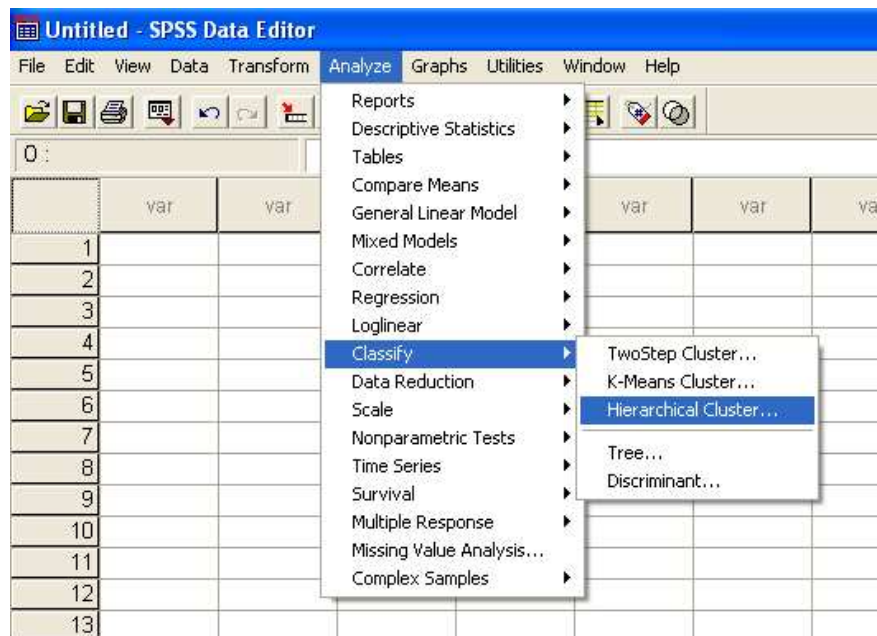 Untitled - SPSS Data Editor
File Edit View Data Transform Analyze Graphs Utilities Window Help
0 :
var var var var va
Reports
Descriptive Statistics
Tables
Compare Means
General Linear Model
Mixed Models
Correlate
Regression
Loglinear
Classify
Data Reduction
Scale
Nonparametric Tests
Time Series
Survival
Multiple Response
Missing Value Analysis...
Complex Samples
TwoStep Cluster...
K-Means Cluster...
Hierarchical Cluster...
Tree...
Discriminant...
1
2
3
4
5
6
7
8
9
10
11
12
13